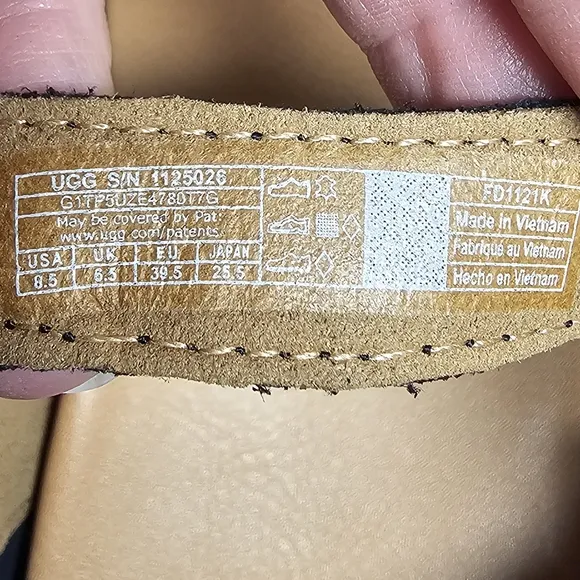 UGG S/N 1125026
G1TP5UZE4780T7G
May be covered by Pat:
www.ugg.com/patents.
USA UK EU JAPAN
8.5 6.5 39.5 25.5
FD1121K
Made in Vietnam
Fabriqué au Vietnam
Hecho en Vietnam